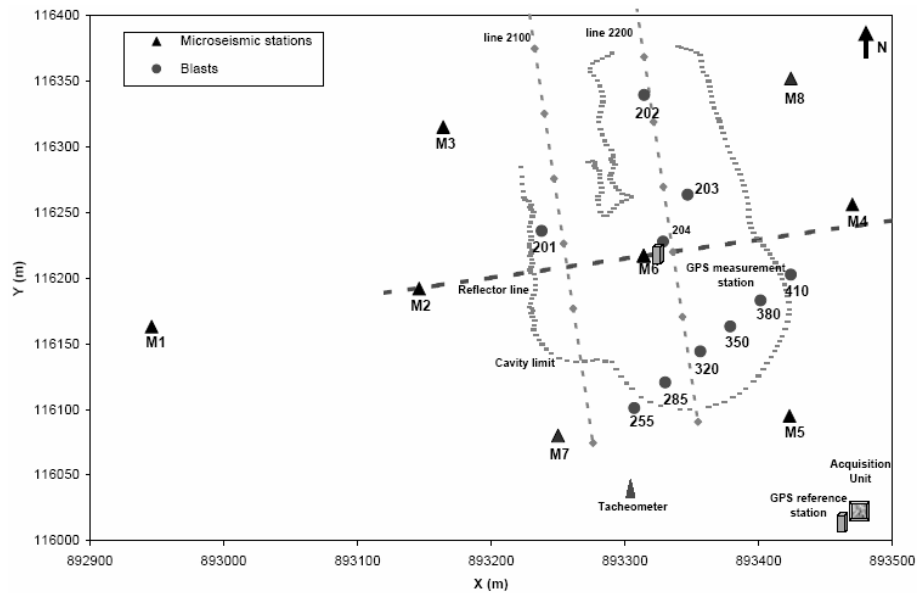 116400
116350
116300
116250
116200
116150
116100
116050
116000
Y (m)
Microseismic stations
Blasts
line 2100
line 2200
N
M8
202
M3
203
M4
201
204
M6
GPS measurement
station
410
Reflector line
M2
380
M1
350
320
Cavity limit
285
255
M5
M7
Acquisition
Unit
Tacheometer
GPS reference
station
892900
893000
893100
893200
893300
893400
893500
X (m)